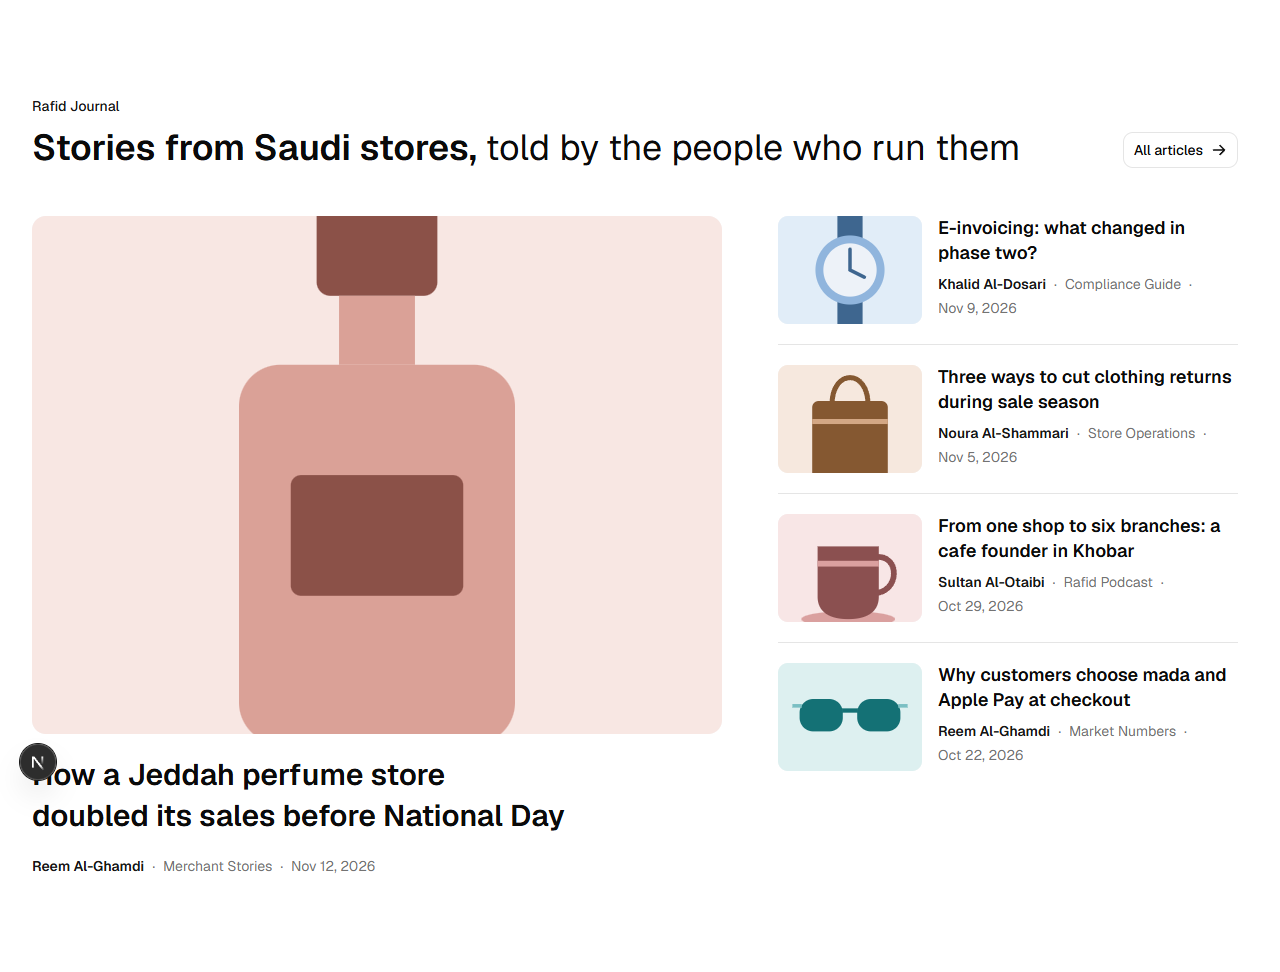 Rafid Journal
Stories from Saudi stores, told by the people who run them
All articles
E-invoicing: what changed in
phase two?
Khalid Al-Dosari · Compliance Guide ·
Nov 9, 2026
Three ways to cut clothing returns
during sale season
Noura Al-Shammari · Store Operations ·
Nov 5, 2026
From one shop to six branches: a
cafe founder in Khobar
Sultan Al-Otaibi · Rafid Podcast ·
Oct 29, 2026
Why customers choose mada and
Apple Pay at checkout
Reem Al-Ghamdi · Market Numbers ·
Oct 22, 2026
N
How a Jeddah perfume store
doubled its sales before National Day
Reem Al-Ghamdi · Merchant Stories · Nov 12, 2026